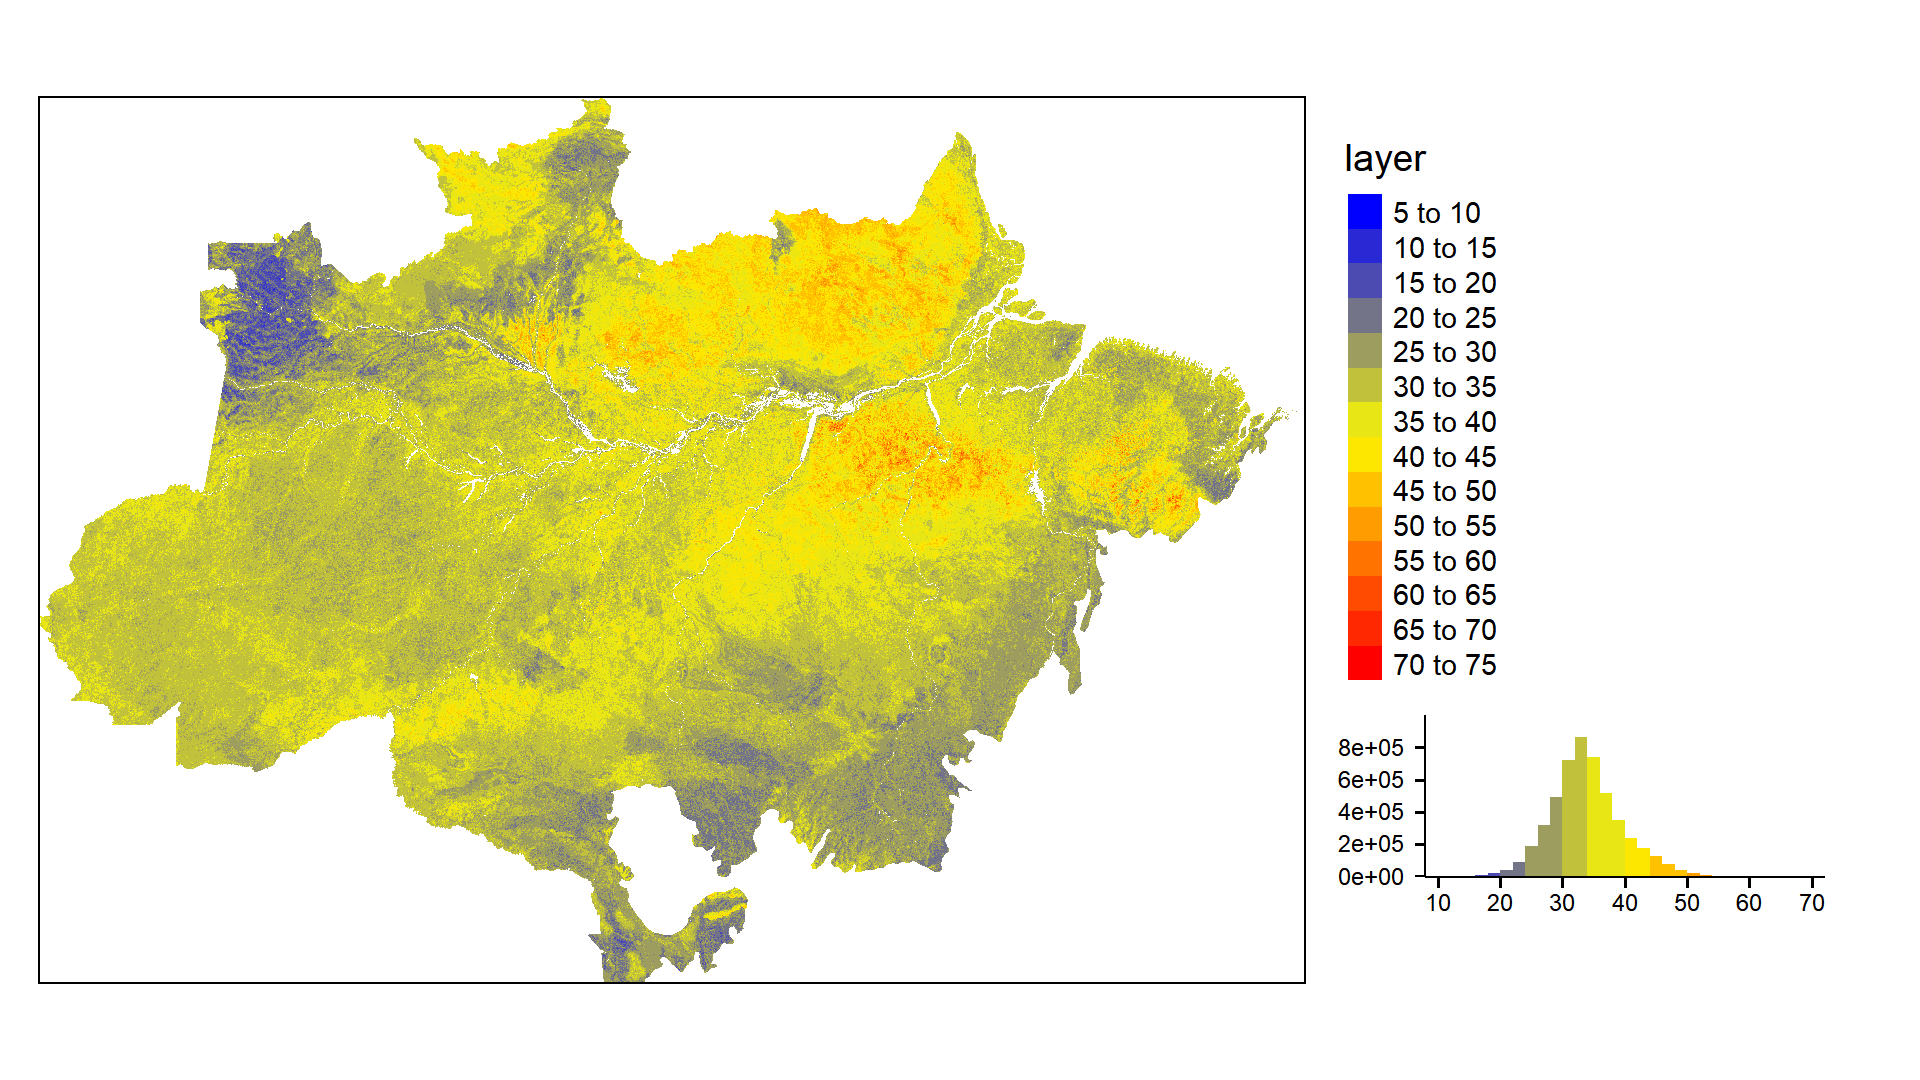 layer
5 to 10
10 to 15
15 to 20
20 to 25
25 to 30
30 to 35
35 to 40
40 to 45
45 to 50
50 to 55
55 to 60
60 to 65
65 to 70
70 to 75
8e+05
6e+05
4e+05
2e+05
0e+00
10 20 30 40 50 60 70